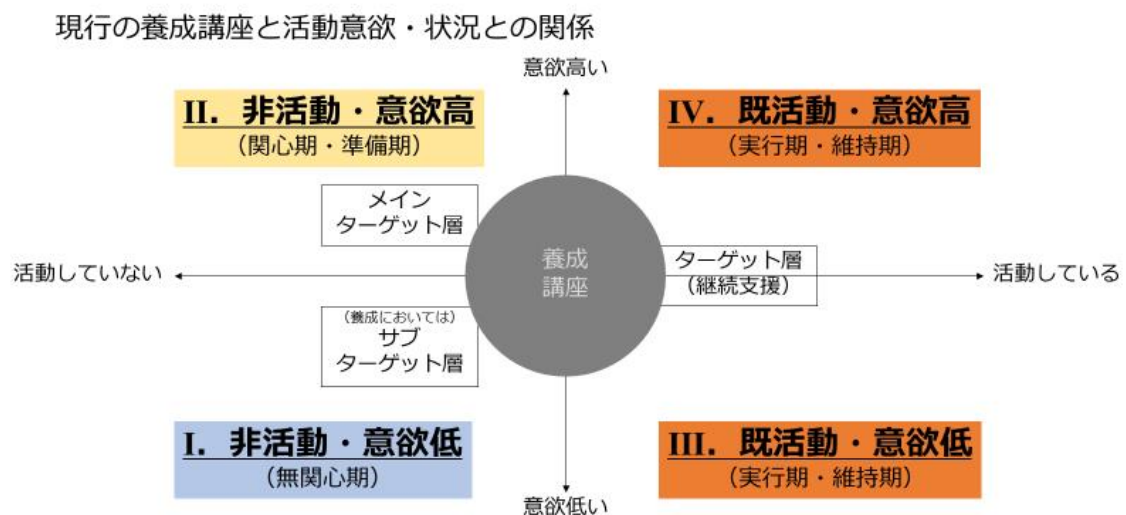 現行の養成講座と活動意欲・状況との関係
意欲高い
II. 非活動・意欲高
（関心期・準備期）
IV. 既活動・意欲高
（実行期・維持期）
メイン
ターゲット層
活動していない
養成
講座
ターゲット層
（継続支援）
活動している
（養成においては）
サブ
ターゲット層
I. 非活動・意欲低
（無関心期）
III. 既活動・意欲低
（実行期・維持期）
意欲低い